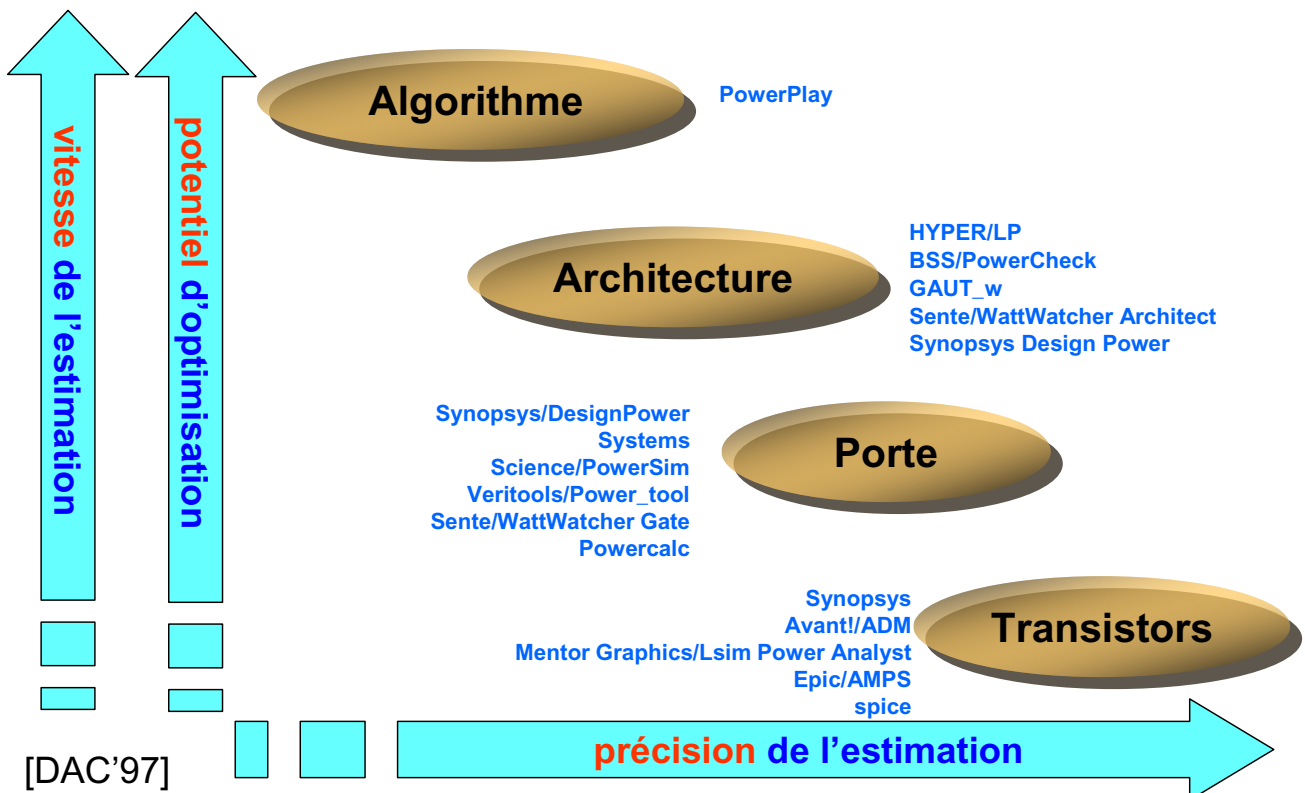 vitesse de l'estimation
potentiel d'optimisation
Algorithme
PowerPlay
Architecture
HYPER/LP
BSS/PowerCheck
GAUT_w
Sente/WattWatcher Architect
Synopsys Design Power
Synopsys/DesignPower
Systems
Science/PowerSim
Veritools/Power_tool
Sente/WattWatcher Gate
Powercalc
Porte
Synopsys
Avant!/ADM
Mentor Graphics/Lsim Power Analyst
Epic/AMPS
spice
Transistors
précision de l'estimation
[DAC'97]